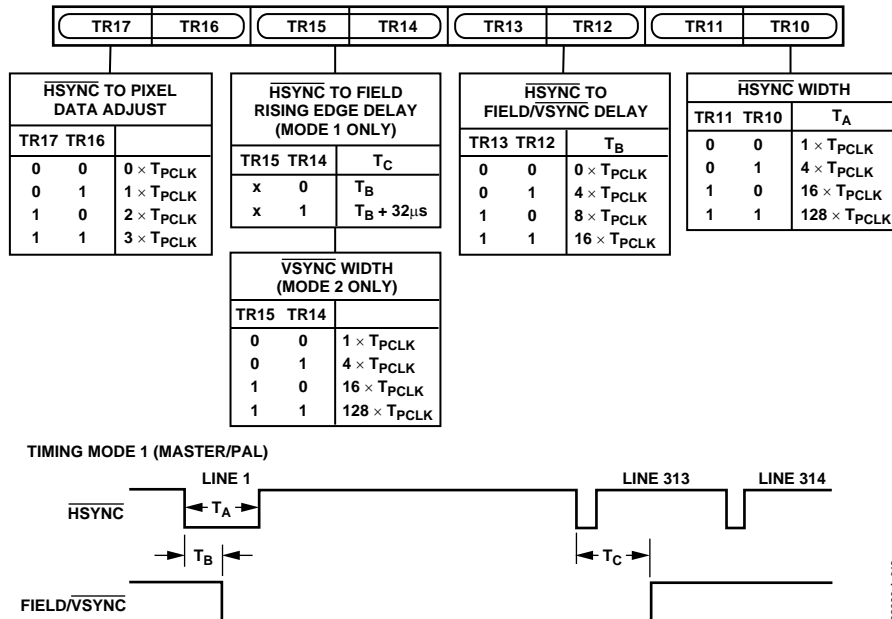 TR17 TR16 TR15 TR14 TR13 TR12 TR11 TR10
HSYNC TO PIXEL
DATA ADJUST
TR17 TR16
0 0 0 × TPCLK
0 1 1 × TPCLK
1 0 2 × TPCLK
1 1 3 × TPCLK
HSYNC TO FIELD
RISING EDGE DELAY
(MODE 1 ONLY)
TR15 TR14 TC
x 0 TB
x 1 TB + 32μs
VSYNC WIDTH
(MODE 2 ONLY)
TR15 TR14
0 0 1 × TPCLK
0 1 4 × TPCLK
1 0 16 × TPCLK
1 1 128 × TPCLK
HSYNC TO
FIELD/VSYNC DELAY
TR13 TR12 TB
0 0 0 × TPCLK
0 1 4 × TPCLK
1 0 8 × TPCLK
1 1 16 × TPCLK
HSYNC WIDTH
TR11 TR10 TA
0 0 1 × TPCLK
0 1 4 × TPCLK
1 0 16 × TPCLK
1 1 128 × TPCLK
TIMING MODE 1 (MASTER/PAL)
LINE 1 LINE 313 LINE 314
HSYNC
TA
TB
TC
FIELD/VSYNC